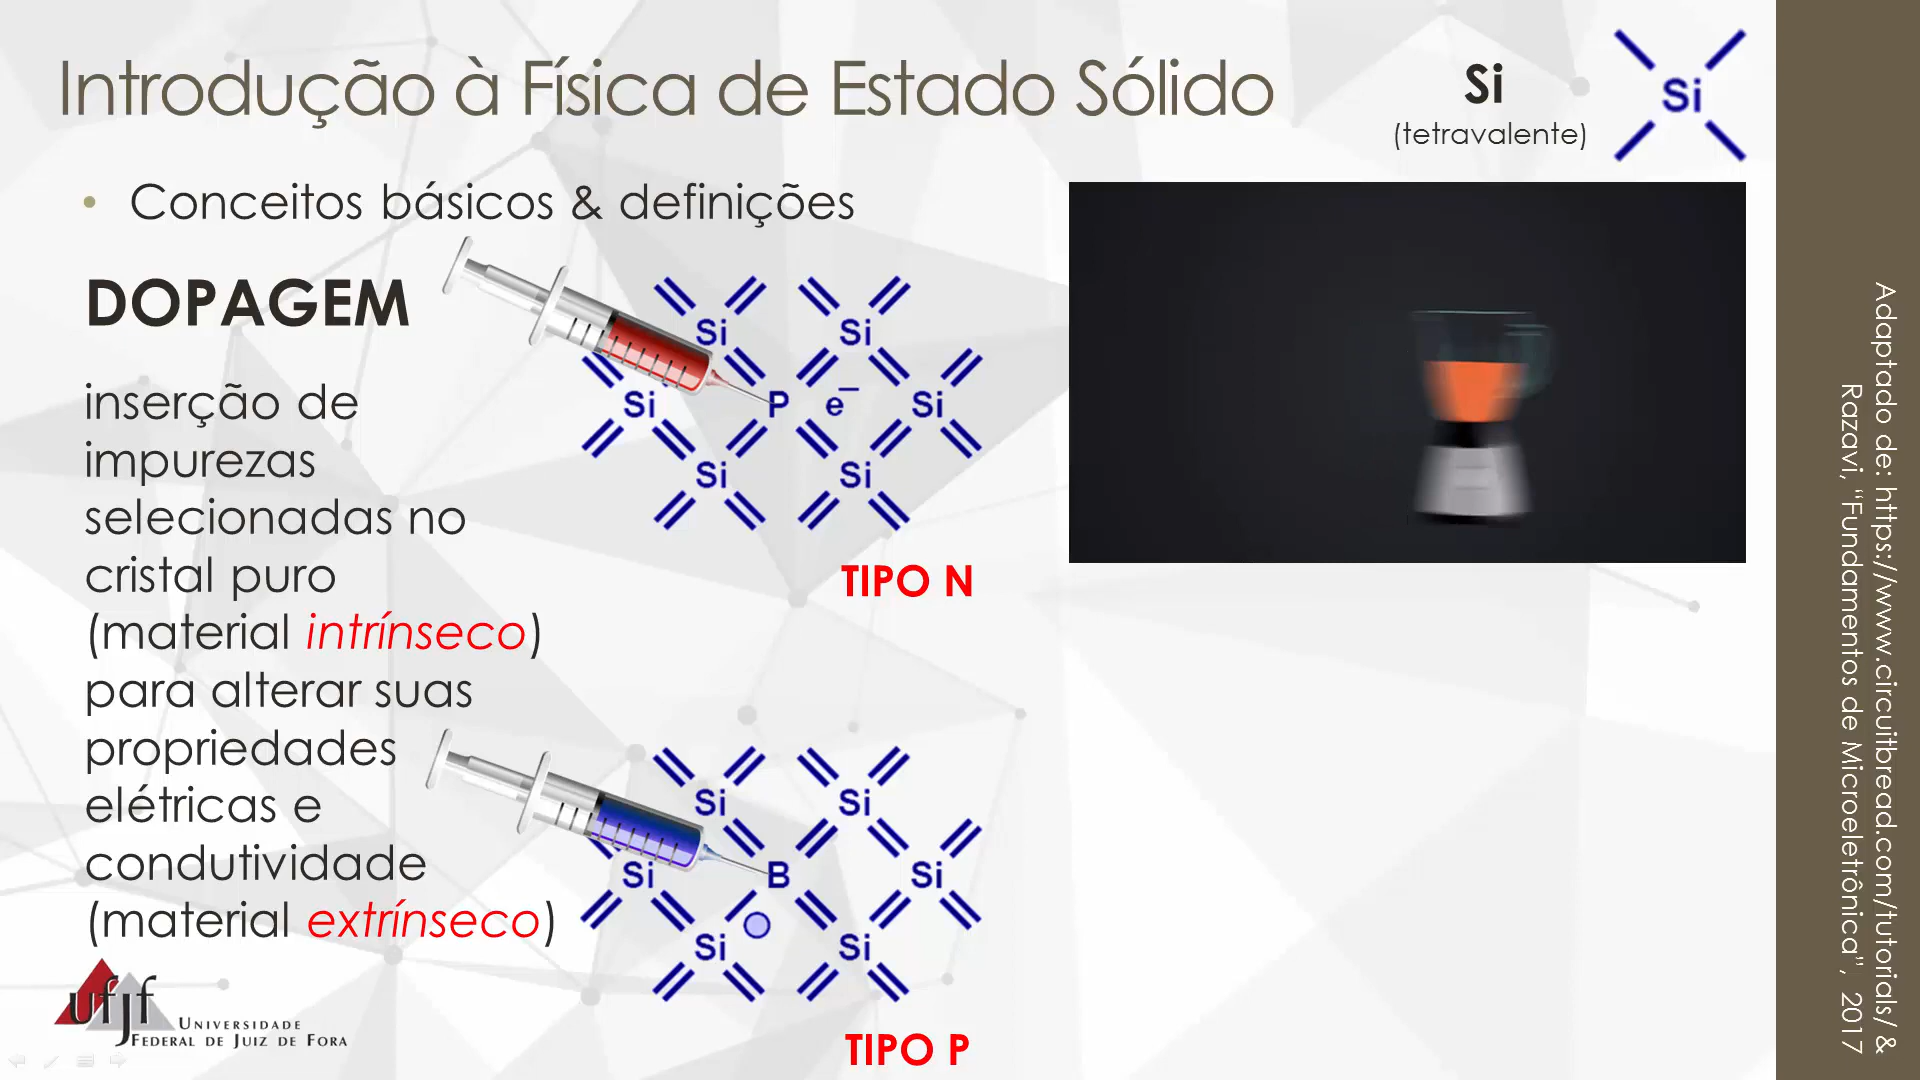 Introdução à Física de Estado Sólido
Si
(tetravalente)
Si
• Conceitos básicos & definições
DOPAGEM
inserção de
impurezas
selecionadas no
cristal puro
(material intrínseco)
para alterar suas
propriedades
elétricas e
condutividade
(material extrínseco)
Si Si
Si P e– Si
Si Si
TIPO N
Si Si
Si B Si
Si Si
TIPO P
Adaptado de: https://www.circuitbread.com/tutorials/ &
Razavi, “Fundamentos de Microeletrônica”, 2017
ufjf
UNIVERSIDADE
FEDERAL DE JUIZ DE FORA